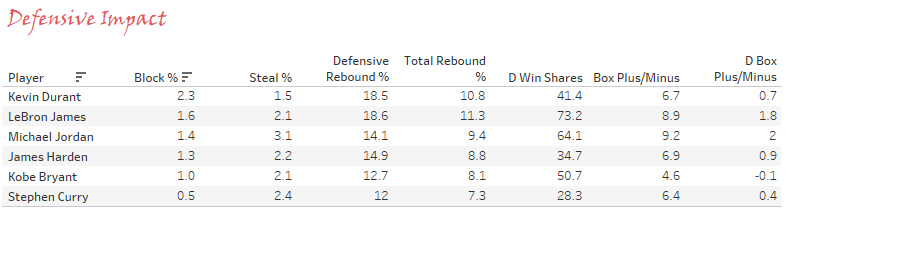 Defensive Impact
Defensive Total Rebound D Box
Player Block % Steal % Rebound % % D Win Shares Box Plus/Minus Plus/Minus
Kevin Durant 2.3 1.5 18.5 10.8 41.4 6.7 0.7
LeBron James 1.6 2.1 18.6 11.3 73.2 8.9 1.8
Michael Jordan 1.4 3.1 14.1 9.4 64.1 9.2 2
James Harden 1.3 2.2 14.9 8.8 34.7 6.9 0.9
Kobe Bryant 1.0 2.1 12.7 8.1 50.7 4.6 -0.1
Stephen Curry 0.5 2.4 12 7.3 28.3 6.4 0.4